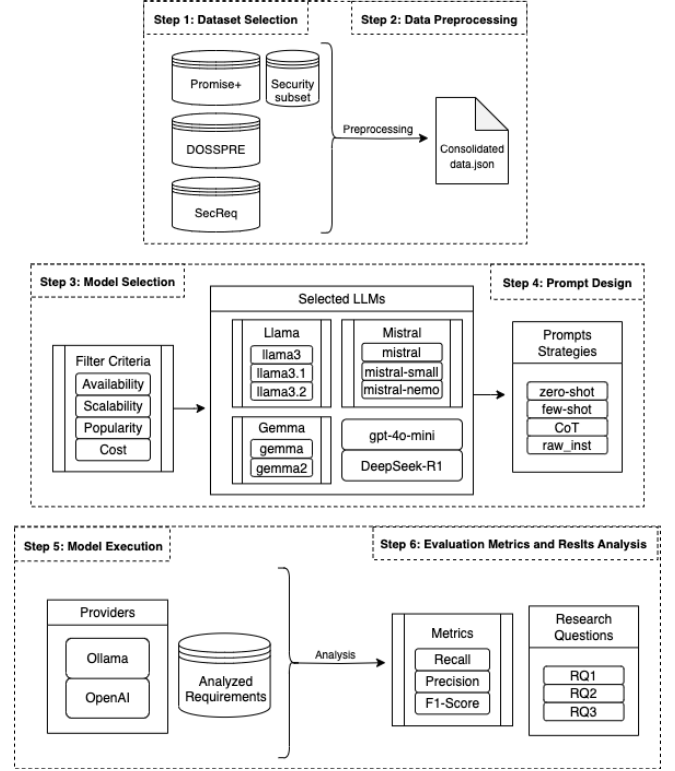 Step 1: Dataset Selection
Step 2: Data Preprocessing
Promise+
Security
subset
DOSSPRE
SecReq
Preprocessing
Consolidated
data.json
Step 3: Model Selection
Step 4: Prompt Design
Filter Criteria
Availability
Scalability
Popularity
Cost
Selected LLMs
Llama
llama3
llama3.1
llama3.2
Mistral
mistral
mistral-small
mistral-nemo
Gemma
gemma
gemma2
gpt-4o-mini
DeepSeek-R1
Prompts
Strategies
zero-shot
few-shot
CoT
raw_inst
Step 5: Model Execution
Step 6: Evaluation Metrics and Reslts Analysis
Providers
Ollama
OpenAI
Analyzed
Requirements
Analysis
Metrics
Recall
Precision
F1-Score
Research
Questions
RQ1
RQ2
RQ3